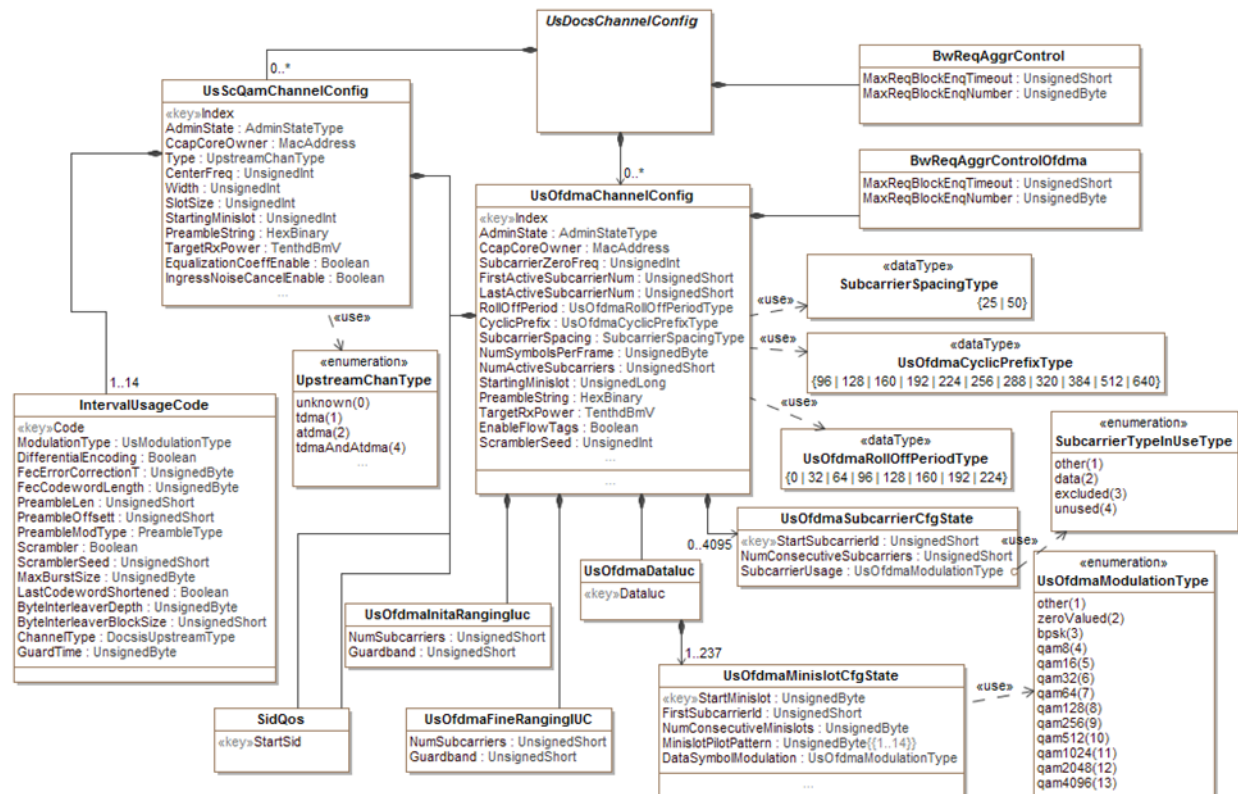 UsDocsChannelConfig
0..*
UsScQamChannelConfig
«key»Index
AdminState : AdminStateType
CcapCoreOwner : MacAddress
Type : UpstreamChanType
CenterFreq : UnsignedInt
Width : UnsignedInt
SlotSize : UnsignedInt
StartingMinislot : UnsignedInt
PreambleString : HexBinary
TargetRxPower : TenthdBmV
EqualizationCoeffEnable : Boolean
IngressNoiseCancelEnable : Boolean
...
BwReqAggrControl
MaxReqBlockEnqTimeout : UnsignedShort
MaxReqBlockEnqNumber : UnsignedByte
BwReqAggrControlOfdma
MaxReqBlockEnqTimeout : UnsignedShort
MaxReqBlockEnqNumber : UnsignedByte
0..*
UsOfdmaChannelConfig
«key»Index
AdminState : AdminStateType
CcapCoreOwner : MacAddress
SubcarrierZeroFreq : UnsignedInt
FirstActiveSubcarrierNum : UnsignedShort
LastActiveSubcarrierNum : UnsignedShort
RollOffPeriod : UsOfdmaRollOffPeriodType
CyclicPrefix : UsOfdmaCyclicPrefixType
SubcarrierSpacing : SubcarrierSpacingType
NumSymbolsPerFrame : UnsignedByte
NumActiveSubcarriers : UnsignedShort
StartingMinislot : UnsignedLong
PreambleString : HexBinary
TargetRxPower : TenthdBmV
EnableFlowTags : Boolean
ScramblerSeed : UnsignedInt
...
...
«use»
«dataType»
SubcarrierSpacingType
{25 | 50}
«use»
«dataType»
UsOfdmaCyclicPrefixType
{96 | 128 | 160 | 192 | 224 | 256 | 288 | 320 | 384 | 512 | 640}
«use»
«dataType»
UsOfdmaRollOffPeriodType
{0 | 32 | 64 | 96 | 128 | 160 | 192 | 224}
«use»
«enumeration»
UpstreamChanType
unknown(0)
tdma(1)
atdma(2)
tdmaAndAtdma(4)
...
1..14
IntervalUsageCode
«key»Code
ModulationType : UsModulationType
DifferentialEncoding : Boolean
FecErrorCorrectionT : UnsignedByte
FecCodewordLength : UnsignedByte
PreambleLen : UnsignedShort
PreambleOffsett : UnsignedShort
PreambleModType : PreambleType
Scrambler : Boolean
ScramblerSeed : UnsignedShort
MaxBurstSize : UnsignedByte
LastCodewordShortened : Boolean
ByteInterleaverDepth : UnsignedByte
ByteInterleaverBlockSize : UnsignedShort
ChannelType : DocsisUpstreamType
GuardTime : UnsignedByte
«enumeration»
SubcarrierTypeInUseType
other(1)
data(2)
excluded(3)
unused(4)
0..4095
UsOfdmaSubcarrierCfgState
«key»StartSubcarrierId : UnsignedShort
NumConsecutiveSubcarriers : UnsignedShort
SubcarrierUsage : UsOfdmaModulationType
«use»
UsOfdmaDataIuc
«key»DataIuc
UsOfdmaInitaRangingIuc
NumSubcarriers : UnsignedShort
Guardband : UnsignedShort
«enumeration»
UsOfdmaModulationType
other(1)
zeroValued(2)
bpsk(3)
qam8(4)
qam16(5)
qam32(6)
qam64(7)
qam128(8)
qam256(9)
qam512(10)
qam1024(11)
qam2048(12)
qam4096(13)
1..237
UsOfdmaMinislotCfgState
«key»StartMinislot : UnsignedByte
FirstSubcarrierId : UnsignedShort
NumConsecutiveMinislots : UnsignedByte
MinislotPilotPattern : UnsignedByte{{1..14}}
DataSymbolModulation : UsOfdmaModulationType
...
«use»
SidQos
«key»StartSid
UsOfdmaFineRangingIUC
NumSubcarriers : UnsignedShort
Guardband : UnsignedShort